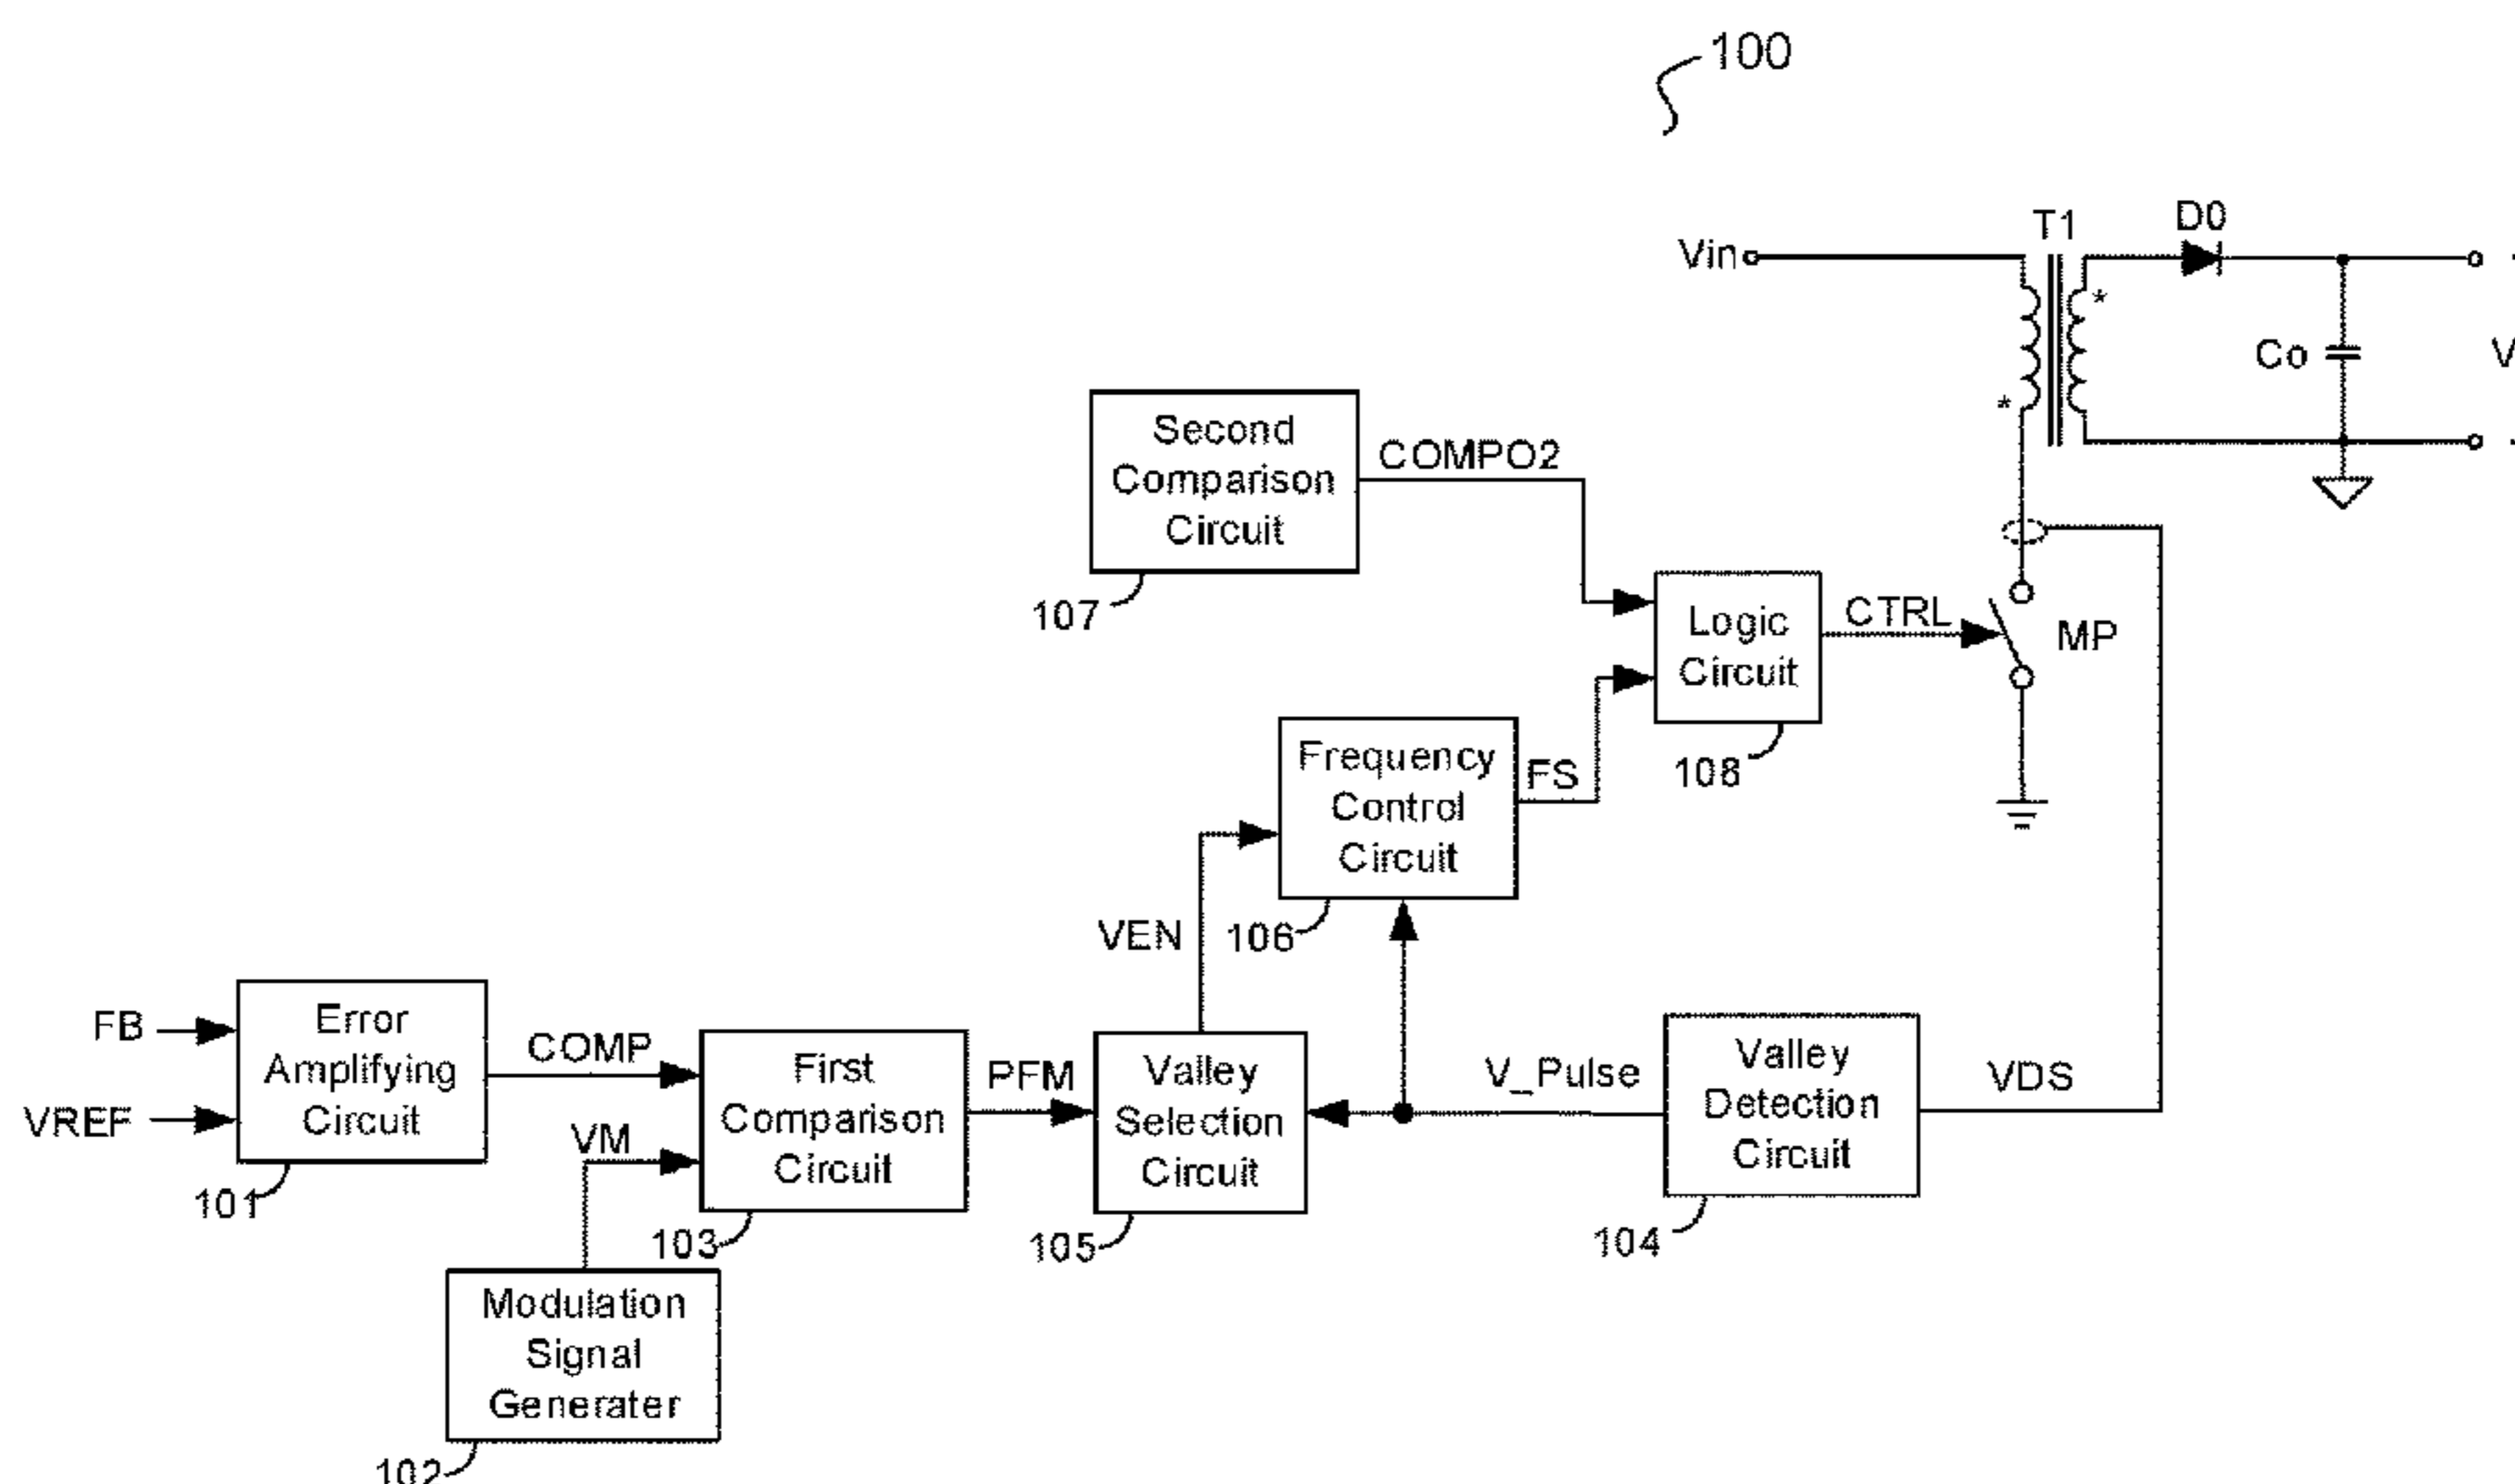 100
T1
D0
Vin
*
Co
V
*
Second
Comparison
Circuit
COMPO2
107
Logic
Circuit
CTRL
MP
108
Frequency
Control
Circuit
FS
VEN
106
FB
VREF
Error
Amplifying
Circuit
COMP
101
VM
First
Comparison
Circuit
PFM
103
Valley
Selection
Circuit
105
V_Pulse
Valley
Detection
Circuit
VDS
104
Modulation
Signal
Generater
102